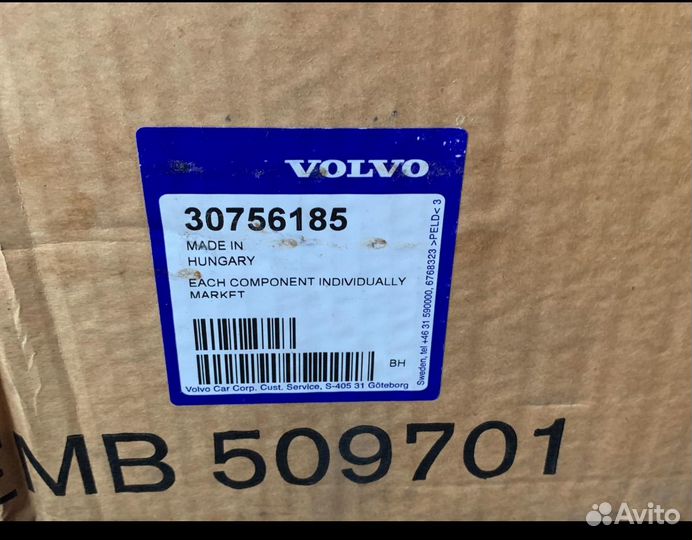 VOLVO
30756185
MADE IN
HUNGARY
EACH COMPONENT INDIVIDUALLY
MARKET
BH
Volvo Car Corp. Cust. Service, S-405 31 Göteborg
Sweden, tel +46 31 590000, 6768323 >PELD< 3
MB 509701
Avito